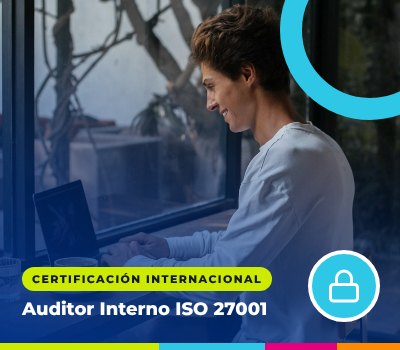 CERTIFICACIÓN INTERNACIONAL
Auditor Interno ISO 27001